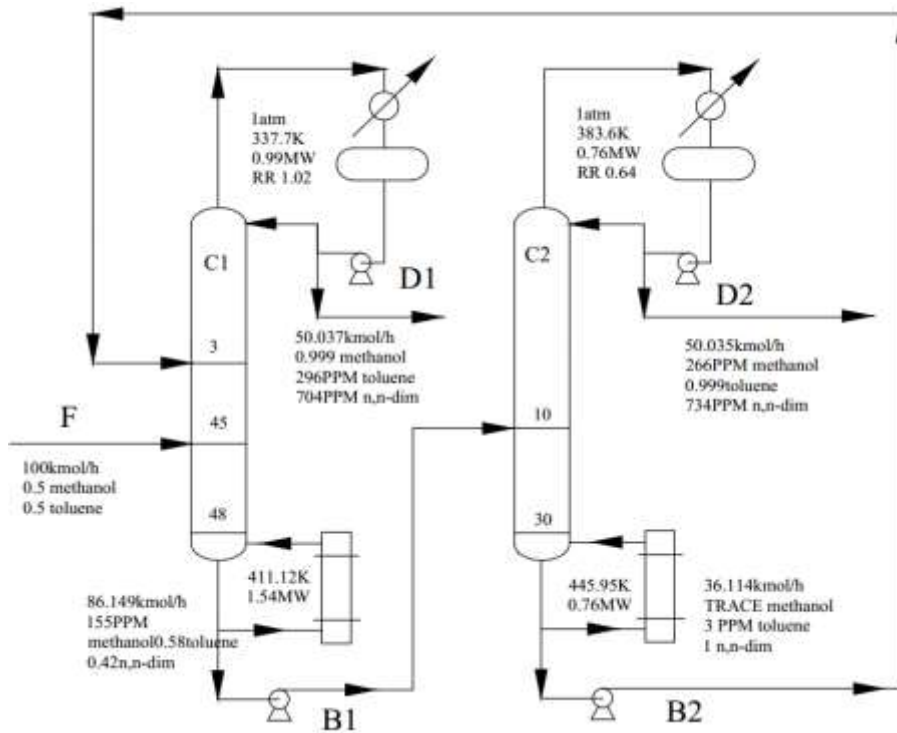 1atm
337.7K
0.99MW
RR 1.02
1atm
383.6K
0.76MW
RR 0.64
C1
D1
C2
D2
3
50.037kmol/h
0.999 methanol
296PPM toluene
704PPM n,n-dim
50.035kmol/h
266PPM methanol
0.999toluene
734PPM n,n-dim
F
45
10
100kmol/h
0.5 methanol
0.5 toluene
48
30
411.12K
1.54MW
445.95K
0.76MW
86.149kmol/h
155PPM
methanol0.58toluene
0.42n,n-dim
36.114kmol/h
TRACE methanol
3 PPM toluene
1 n,n-dim
B1
B2